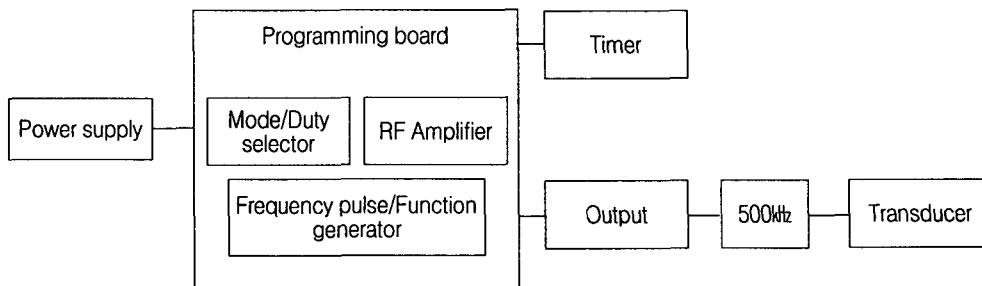 Programming board
Timer
Power supply
Mode/Duty
selector
RF Amplifier
Frequency pulse/Function
generator
Output
500㎑
Transducer